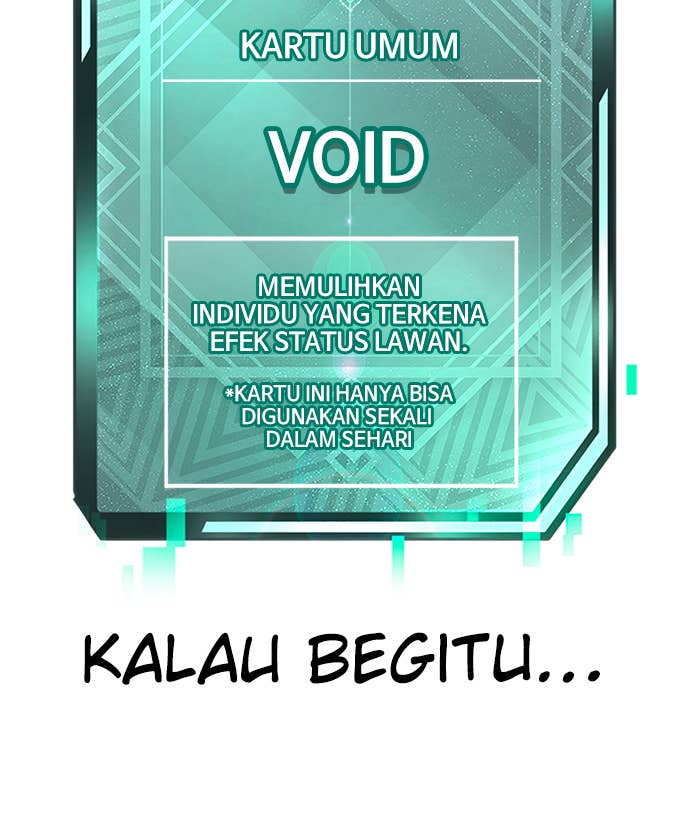 KARTU UMUM
VOID
MEMULIHKAN
INDIVIDU YANG TERKENA
EFEK STATUS LAWAN.
*KARTU INI HANYA BISA
DIGUNAKAN SEKALI
DALAM SEHARI
KALAU BEGITU...